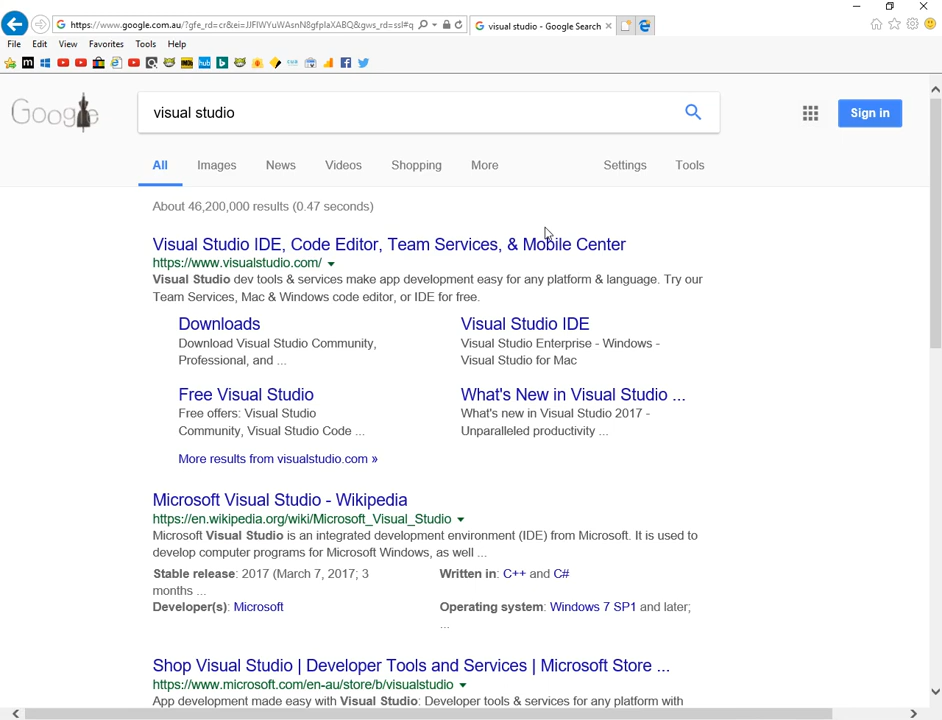 https://www.google.com.au/?gfe_rd=cr&ei=JJFIWYuWAsnN8gfplaXABQ&gws_rd=ssl#q
visual studio - Google Search
File Edit View Favorites Tools Help
Google
visual studio
Sign in
All Images News Videos Shopping More Settings Tools
About 46,200,000 results (0.47 seconds)
Visual Studio IDE, Code Editor, Team Services, & Mobile Center
https://www.visualstudio.com/
Visual Studio dev tools & services make app development easy for any platform & language. Try our
Team Services, Mac & Windows code editor, or IDE for free.
Downloads
Download Visual Studio Community,
Professional, and ...
Visual Studio IDE
Visual Studio Enterprise - Windows -
Visual Studio for Mac
Free Visual Studio
Free offers: Visual Studio
Community, Visual Studio Code ...
What's New in Visual Studio ...
What's new in Visual Studio 2017 -
Unparalleled productivity ...
More results from visualstudio.com »
Microsoft Visual Studio - Wikipedia
https://en.wikipedia.org/wiki/Microsoft_Visual_Studio
Microsoft Visual Studio is an integrated development environment (IDE) from Microsoft. It is used to
develop computer programs for Microsoft Windows, as well ...
Stable release: 2017 (March 7, 2017; 3
months ...
Written in: C++ and C#
Developer(s): Microsoft
Operating system: Windows 7 SP1 and later;
...
Shop Visual Studio | Developer Tools and Services | Microsoft Store ...
https://www.microsoft.com/en-au/store/b/visualstudio
App development made easy with Visual Studio: Developer tools & services for any platform with